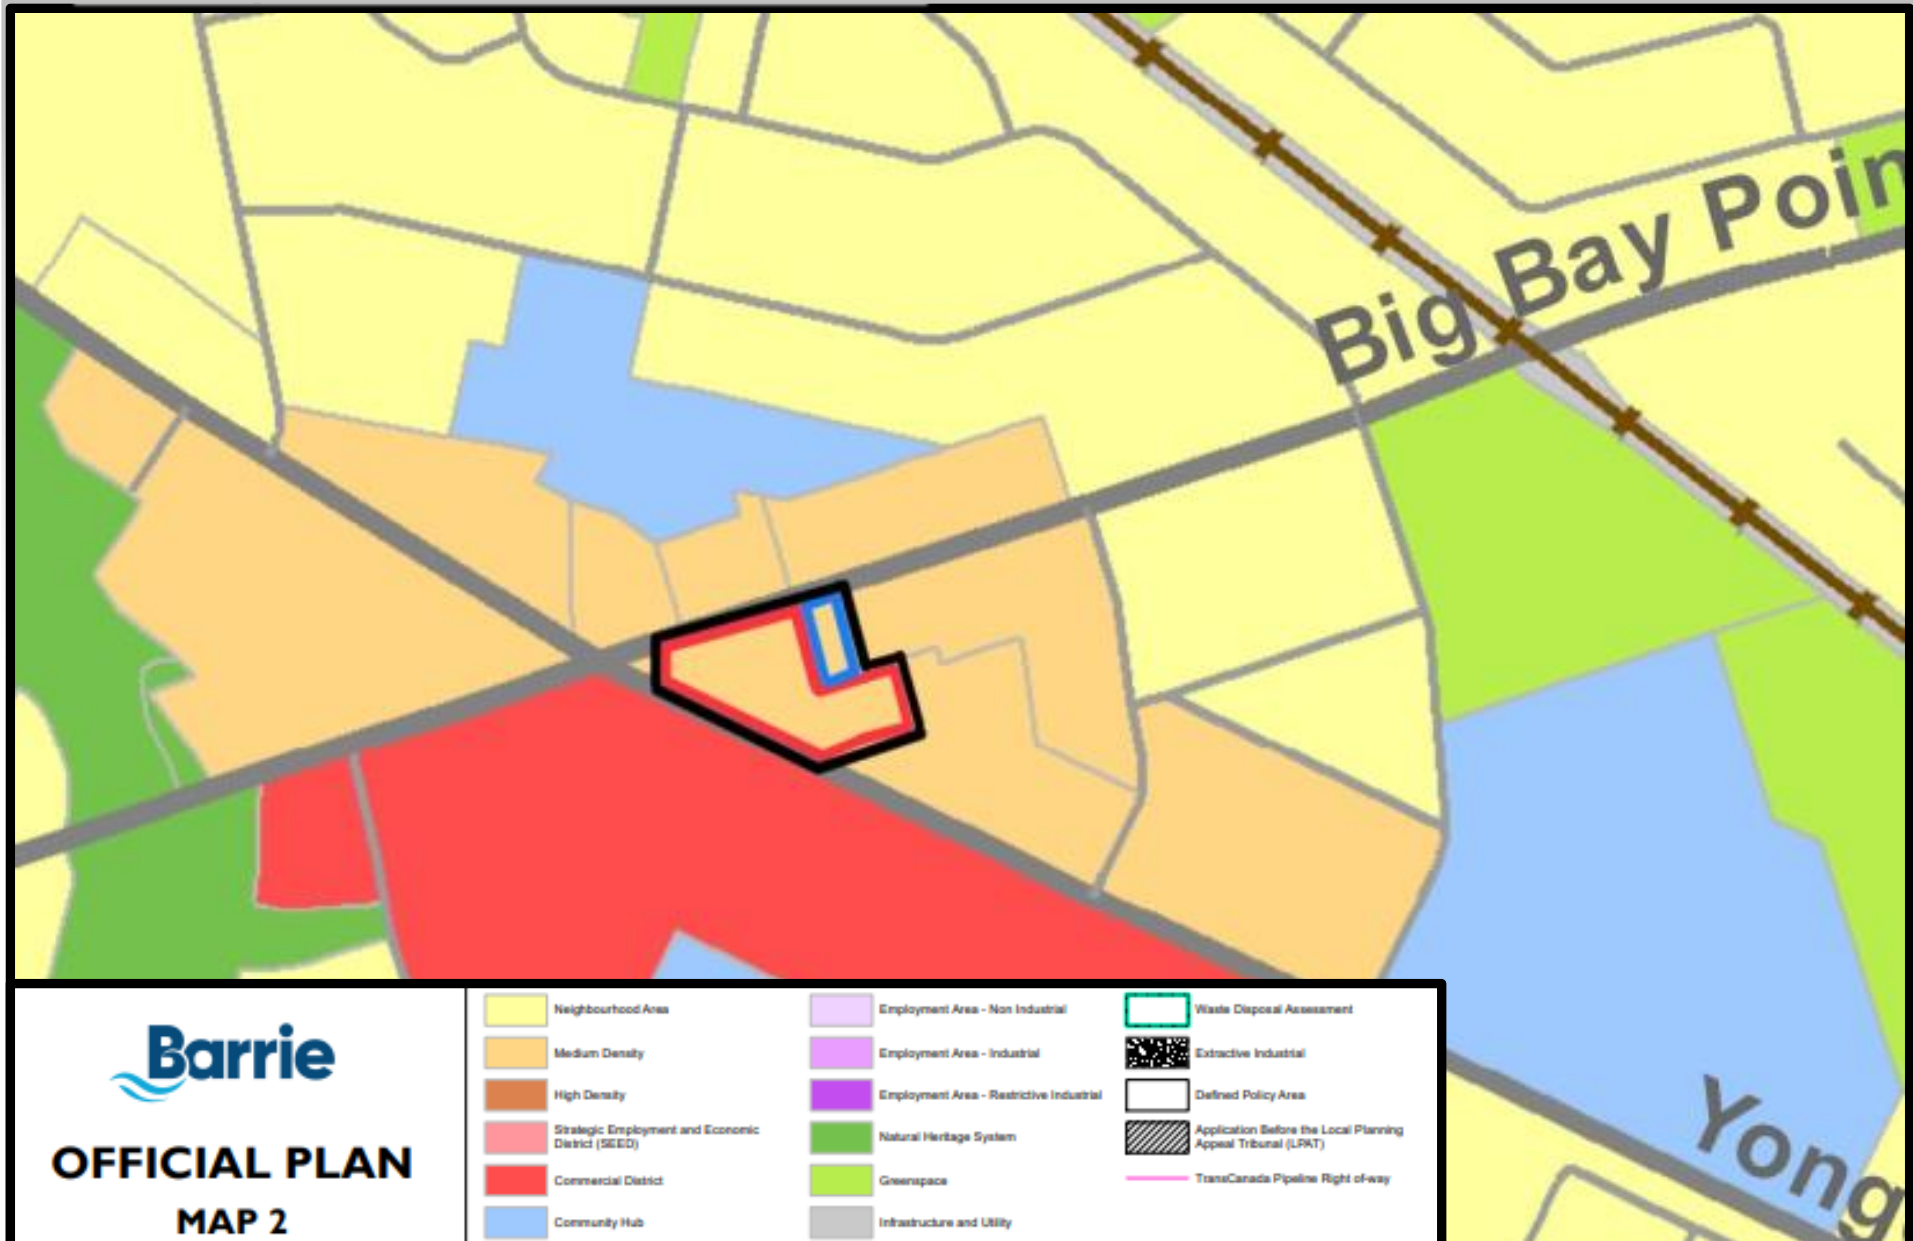 Big Bay Poin
Yong
Barrie
OFFICIAL PLAN
MAP 2
Neighbourhood Area
Medium Density
High Density
Strategic Employment and Economic
District (SEED)
Commercial District
Community Hub
Employment Area - Non Industrial
Employment Area - Industrial
Employment Area - Restrictive Industrial
Natural Heritage System
Greenspace
Infrastructure and Utility
Waste Disposal Assessment
Extractive Industrial
Defined Policy Area
Application Before the Local Planning
Appeal Tribunal (LPAT)
TransCanada Pipeline Right of-way